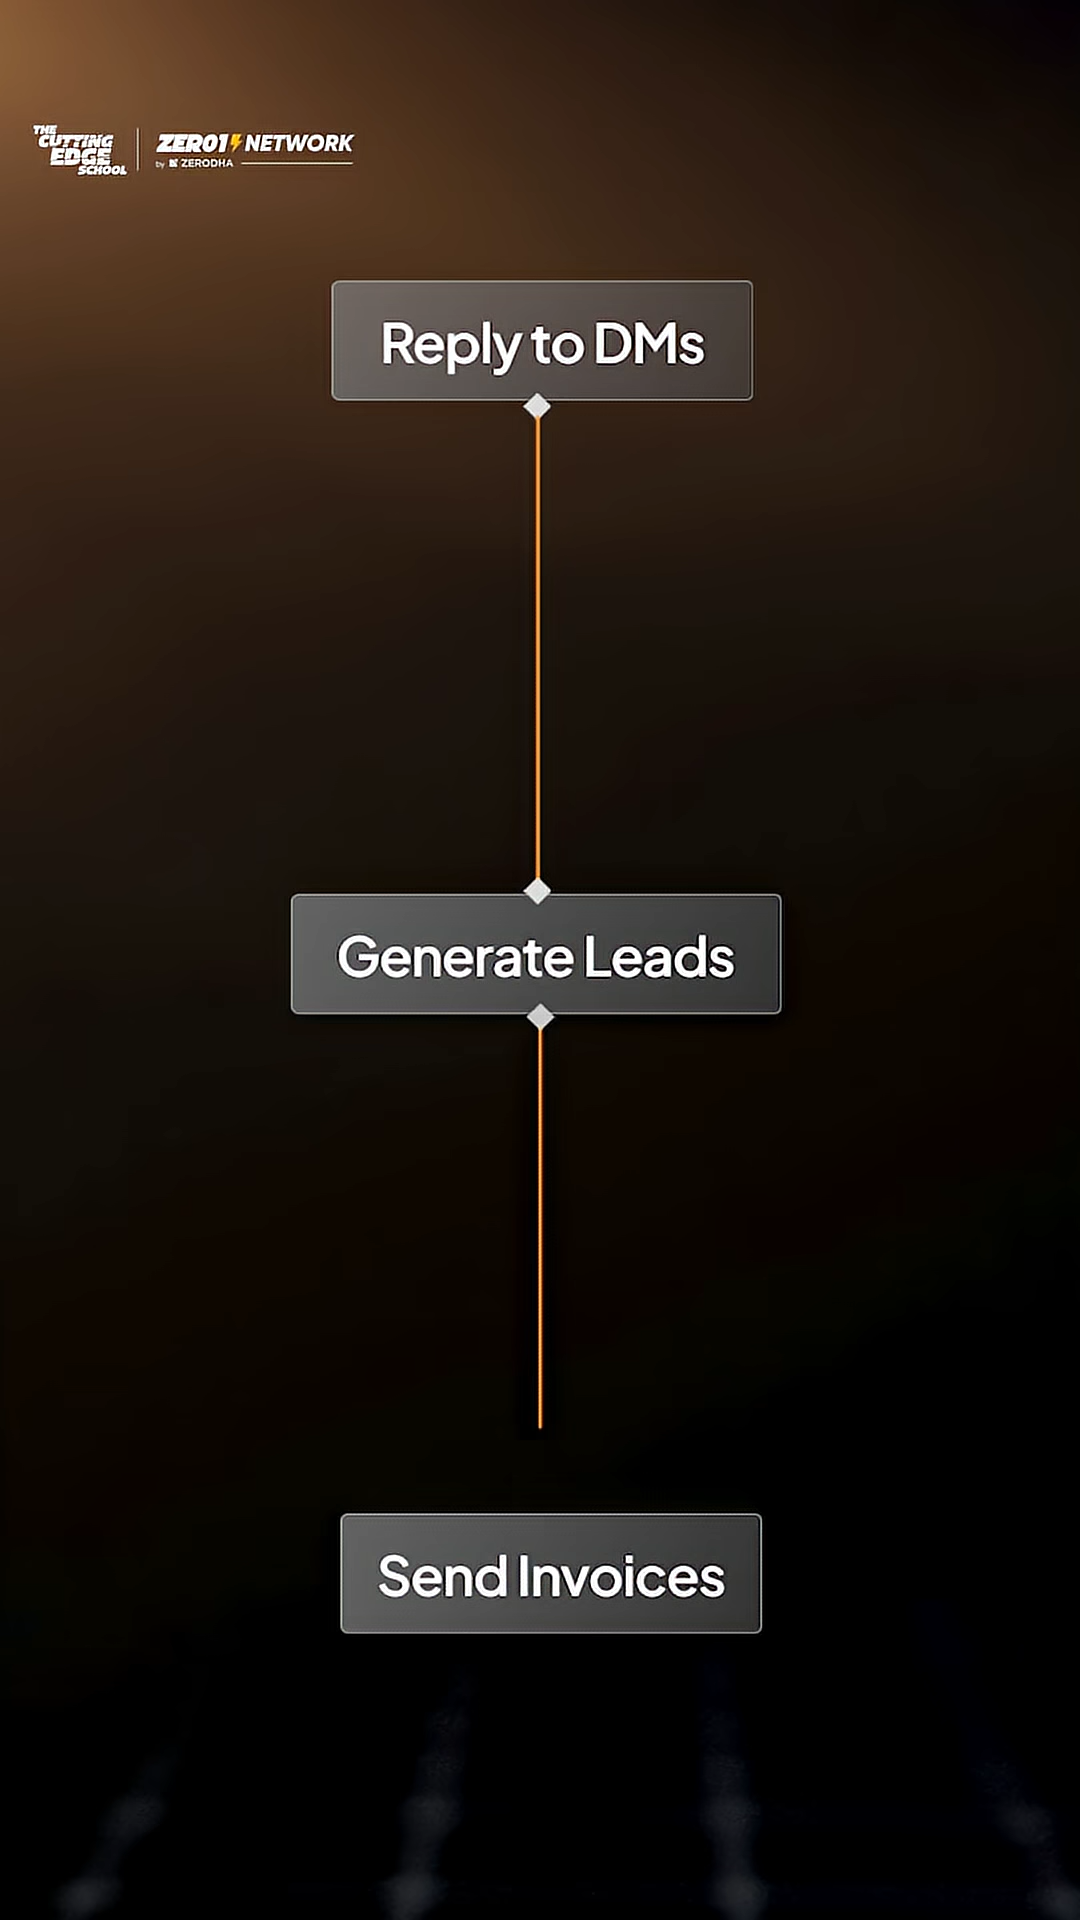 THE
CUTTING
EDGE
SCHOOL
ZERO1 NETWORK
by ZERODHA
Reply to DMs
Generate Leads
Send Invoices